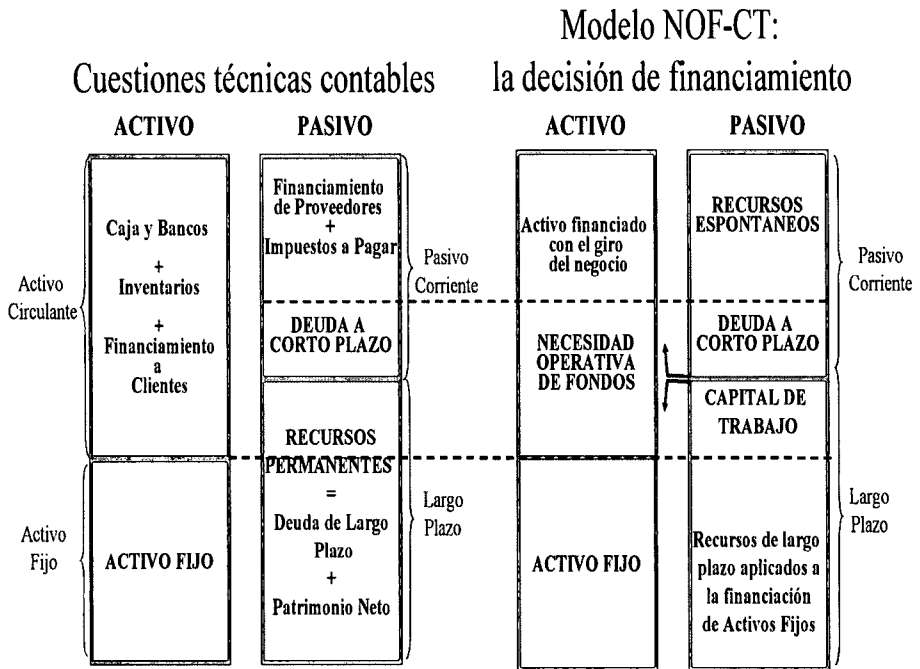 Cuestiones técnicas contables
ACTIVO
PASIVO
Activo
Circulante
Caja y Bancos
+
Inventarios
+
Financiamiento
a
Clientes
Activo
Fijo
ACTIVO FIJO
Financiamiento
de Proveedores
+
Impuestos a Pagar
DEUDA A
CORTO PLAZO
RECURSOS
PERMANENTES
=
Deuda de Largo
Plazo
+
Patrimonio Neto
Pasivo
Corriente
Largo
Plazo
Modelo NOF-CT:
la decisión de financiamiento
ACTIVO
PASIVO
Activo financiado
con el giro
del negocio
NECESIDAD
OPERATIVA
DE FONDOS
ACTIVO FIJO
RECURSOS
ESPONTANEOS
DEUDA A
CORTO PLAZO
CAPITAL DE
TRABAJO
Recursos de largo
plazo aplicados a
la financiación
de Activos Fijos
Pasivo
Corriente
Largo
Plazo